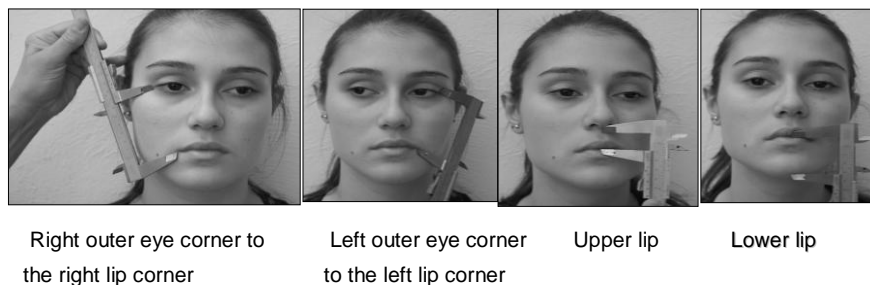 Right outer eye corner to
the right lip corner
Left outer eye corner
to the left lip corner
Upper lip
Lower lip